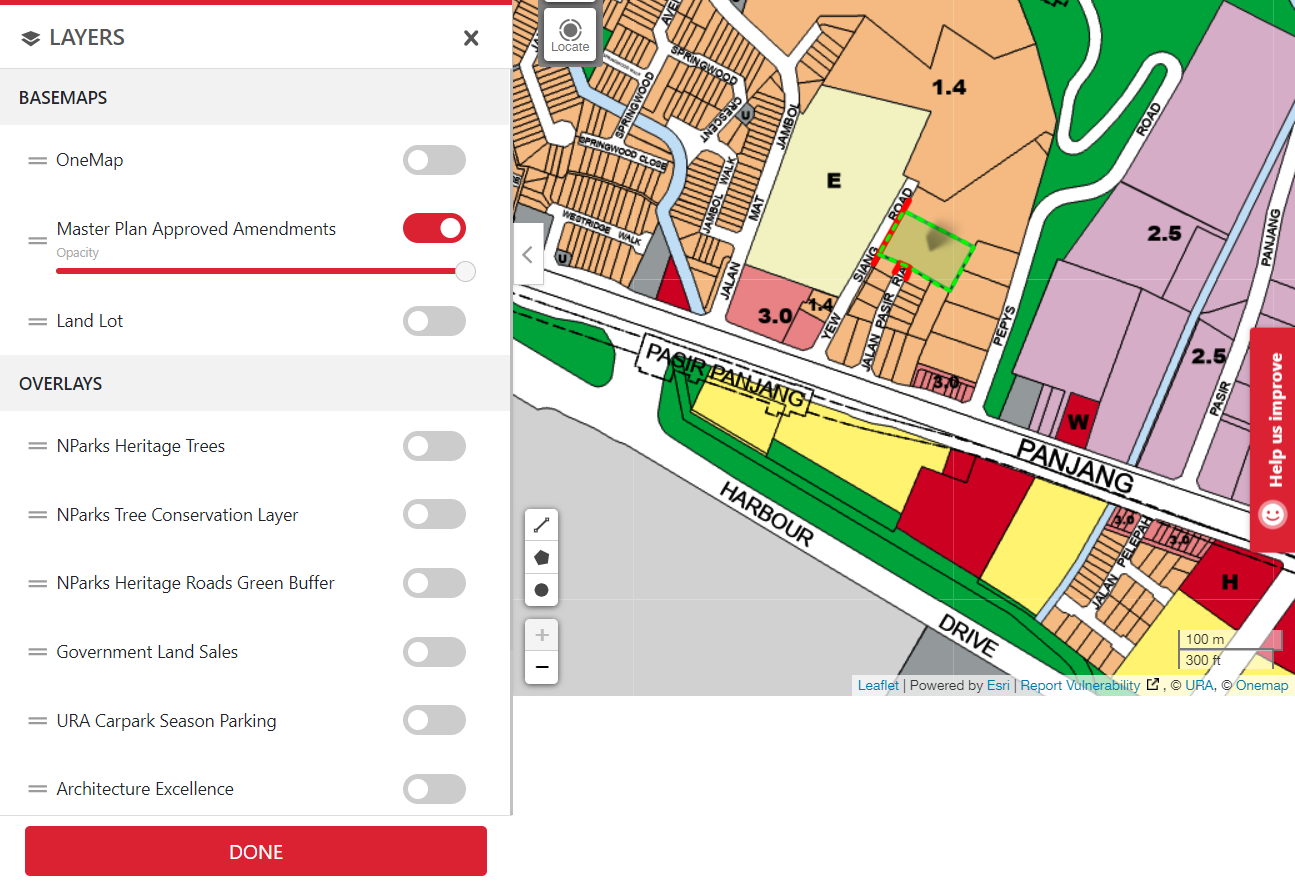 LAYERS
BASEMAPS
OneMap
Master Plan Approved Amendments
Opacity
Land Lot
OVERLAYS
NParks Heritage Trees
NParks Tree Conservation Layer
NParks Heritage Roads Green Buffer
Government Land Sales
URA Carpark Season Parking
Architecture Excellence
DONE
Locate
SPRINGWOOD
CRESCENT
SPRINGWOOD
SPRINGWOOD CLOSE
WESTRIDGE WALK
U
U
JAMBOL WALK
JALAN MAT JAMBOL
E
1.4
YEW SIANG ROAD
JALAN PASIR RIA
3.0
1.4
3.0
PEPYS ROAD
2.5
2.5
PASIR PANJANG
W
PASIR PANJANG
PANJANG
HARBOUR DRIVE
JALAN PELEPAH
3.0
3.0
H
Help us improve
+
−
100 m
300 ft
Leaflet | Powered by Esri | Report Vulnerability , © URA, © Onemap